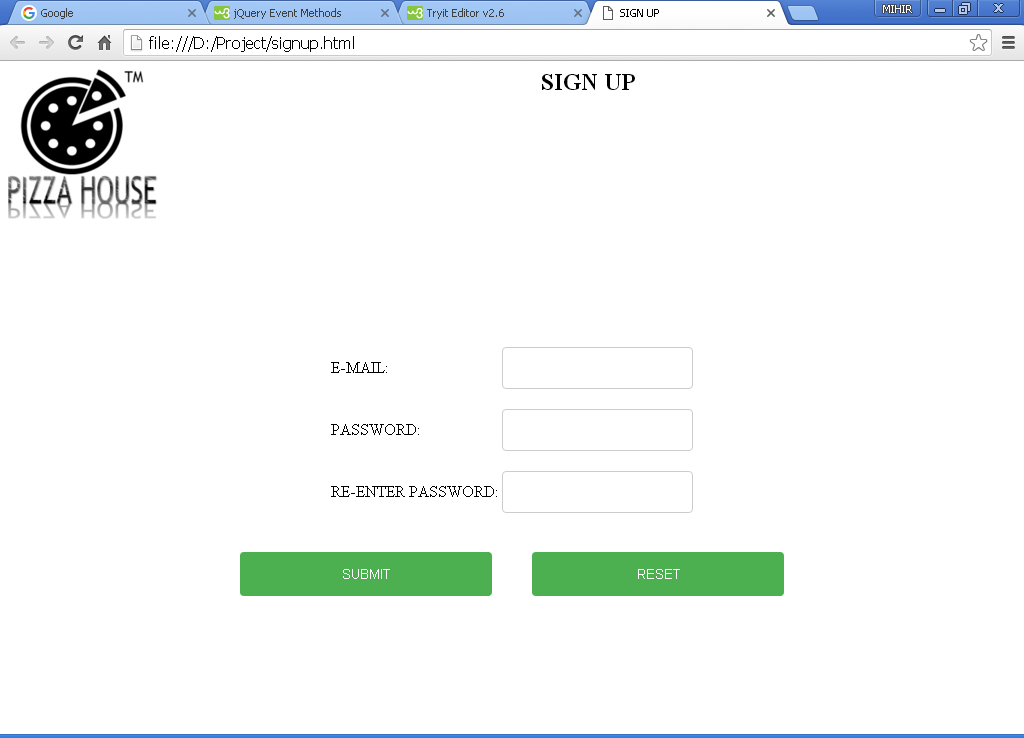 Google
jQuery Event Methods
Tryit Editor v2.6
SIGN UP
MIHIR
file:///D:/Project/signup.html
TM
PIZZA HOUSE
SIGN UP
E-MAIL:
PASSWORD:
RE-ENTER PASSWORD:
SUBMIT RESET